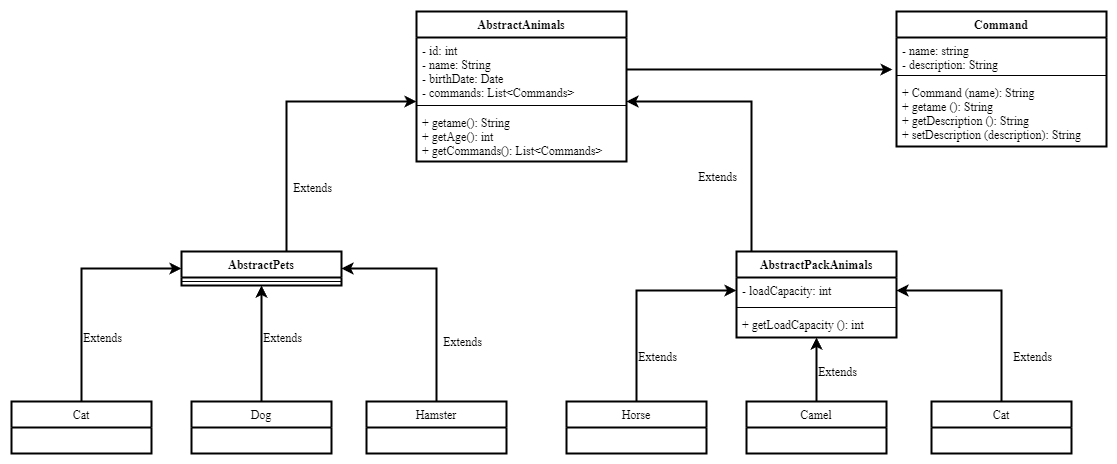 AbstractAnimals
- id: int
- name: String
- birthDate: Date
- commands: List<Commands>
+ getame(): String
+ getAge(): int
+ getCommands(): List<Commands>
Command
- name: string
- description: String
+ Command (name): String
+ getame (): String
+ getDescription (): String
+ setDescription (description): String
Extends
Extends
AbstractPets
AbstractPackAnimals
- loadCapacity: int
+ getLoadCapacity (): int
Extends
Extends
Extends
Extends
Extends
Extends
Cat
Dog
Hamster
Horse
Camel
Cat